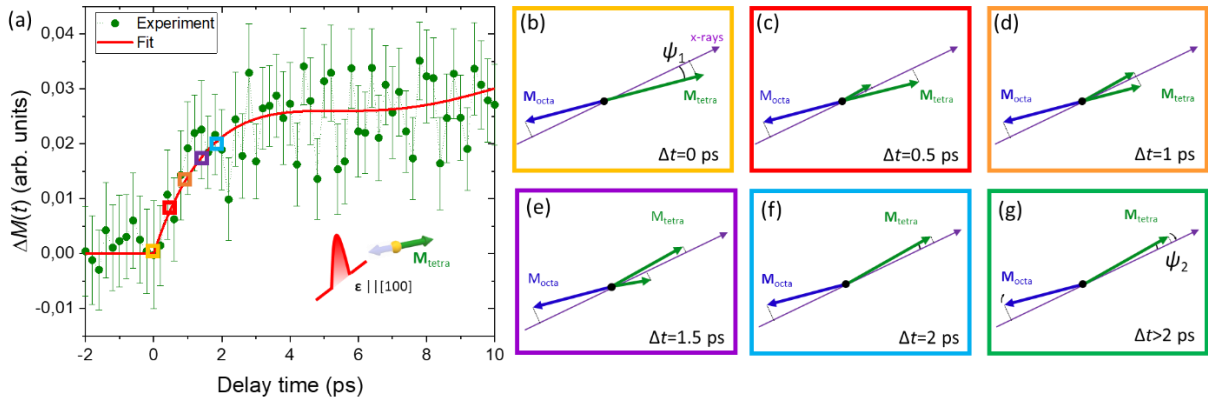 (a)
Experiment
Fit
ΔM(t) (arb. units)
0,04
0,03
0,02
0,01
0,00
-0,01
-2 0 2 4 6 8 10
Delay time (ps)
M_tetra
ε ||[100]
(b)
x-rays
ψ_1
M_octa
M_tetra
Δt=0 ps
(c)
M_octa
M_tetra
Δt=0.5 ps
(d)
M_octa
M_tetra
Δt=1 ps
(e)
M_tetra
M_octa
Δt=1.5 ps
(f)
M_tetra
M_octa
Δt=2 ps
(g)
M_tetra
ψ_2
M_octa
Δt>2 ps